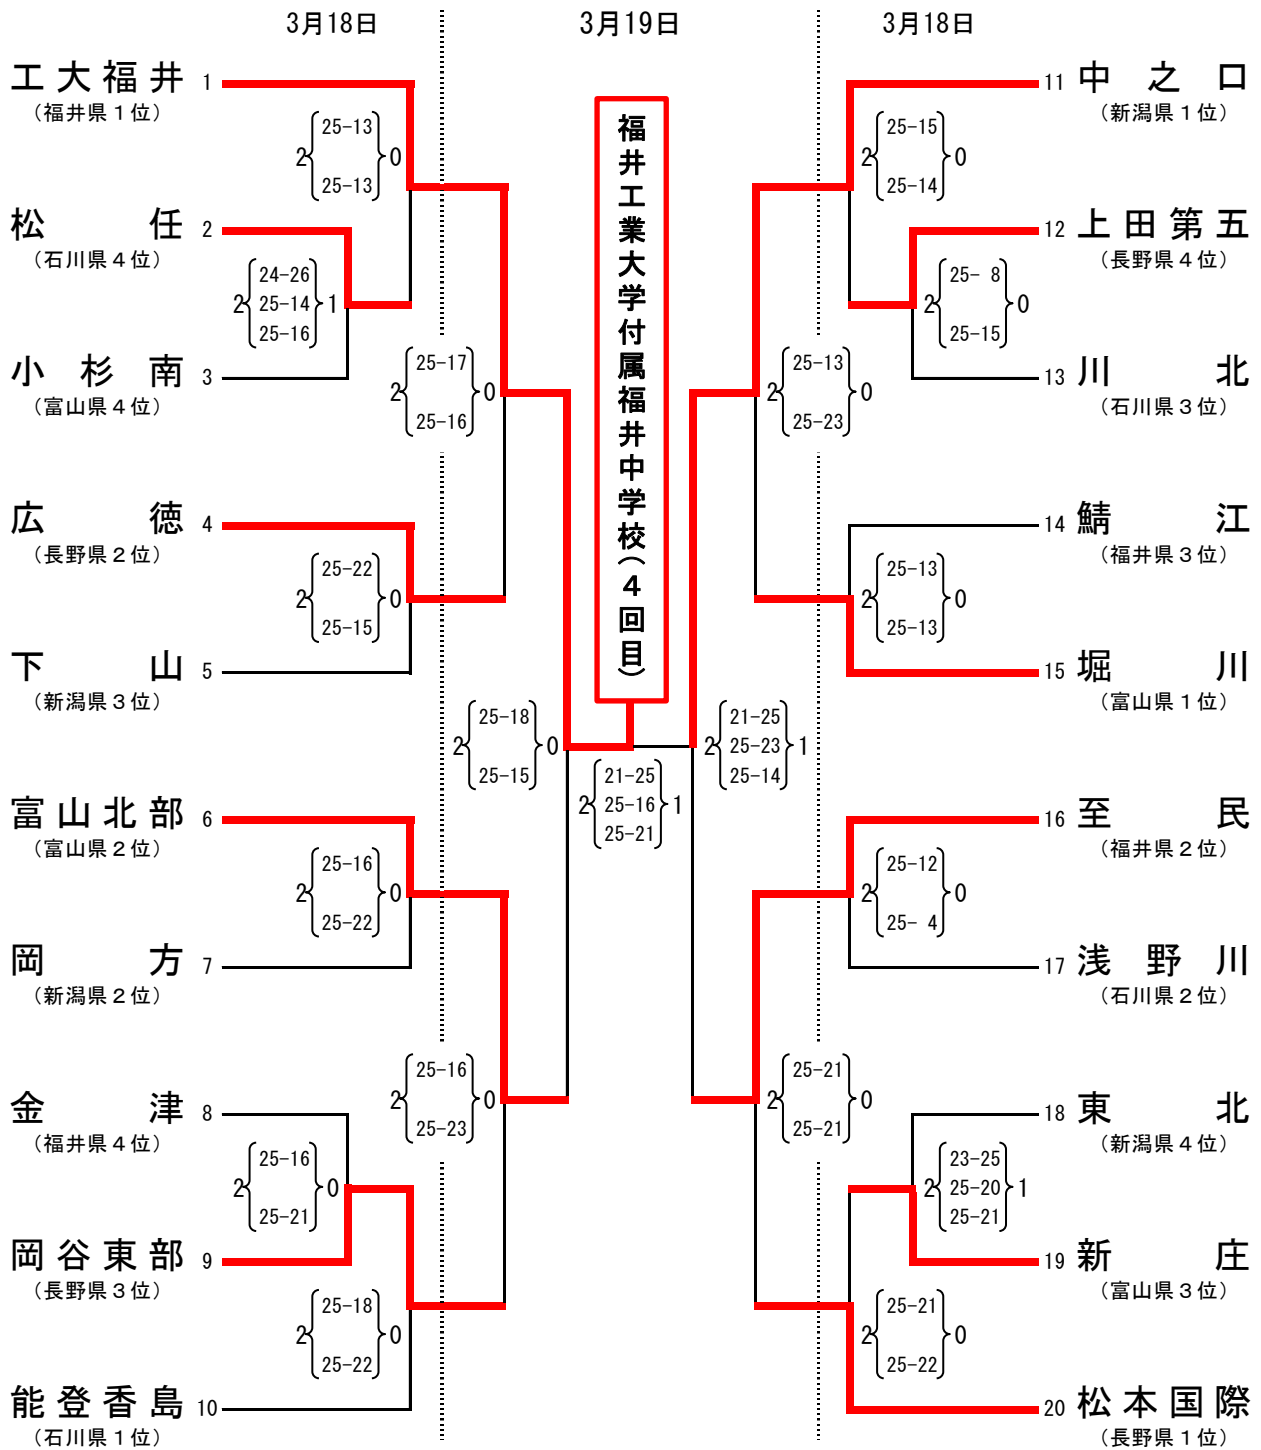 3月18日
3月19日
3月18日
福井工業大学付属福井中学校(4回目)
工大福井 1
(福井県1位)
2 25-13 0
25-13
松任 2
(石川県4位)
2 24-26 1
25-14
25-16
小杉南 3
(富山県4位)
2 25-17 0
25-16
広徳 4
(長野県2位)
2 25-22 0
25-15
下山 5
(新潟県3位)
2 25-18 0
25-15
富山北部 6
(富山県2位)
2 25-16 0
25-22
岡方 7
(新潟県2位)
2 25-16 0
25-23
金津 8
(福井県4位)
2 25-16 0
25-21
岡谷東部 9
(長野県3位)
2 25-18 0
25-22
能登香島 10
(石川県1位)
2 21-25 1
25-16
25-21
11 中之口
(新潟県1位)
2 25-15 0
25-14
12 上田第五
(長野県4位)
2 25- 8 0
25-15
13 川北
(石川県3位)
2 25-13 0
25-23
14 鯖江
(福井県3位)
2 25-13 0
25-13
15 堀川
(富山県1位)
2 21-25 1
25-23
25-14
16 至民
(福井県2位)
2 25-12 0
25- 4
17 浅野川
(石川県2位)
2 25-21 0
25-21
18 東北
(新潟県4位)
2 23-25 1
25-20
25-21
19 新庄
(富山県3位)
2 25-21 0
25-22
20 松本国際
(長野県1位)